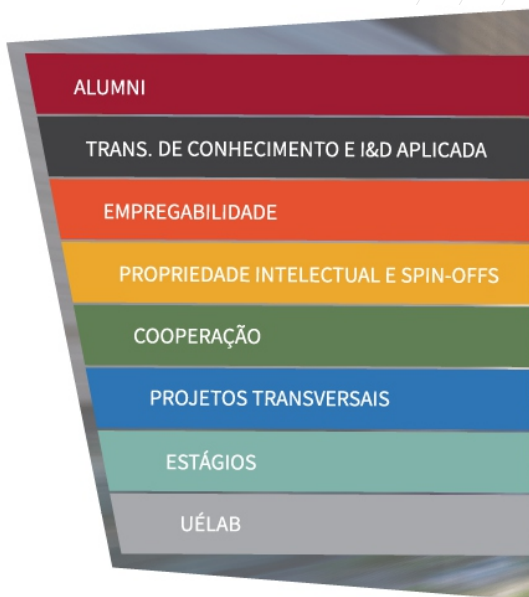 ALUMNI
TRANS. DE CONHECIMENTO E I&D APLICADA
EMPREGABILIDADE
PROPRIEDADE INTELECTUAL E SPIN-OFFS
COOPERAÇÃO
PROJETOS TRANSVERSAIS
ESTÁGIOS
UÉLAB